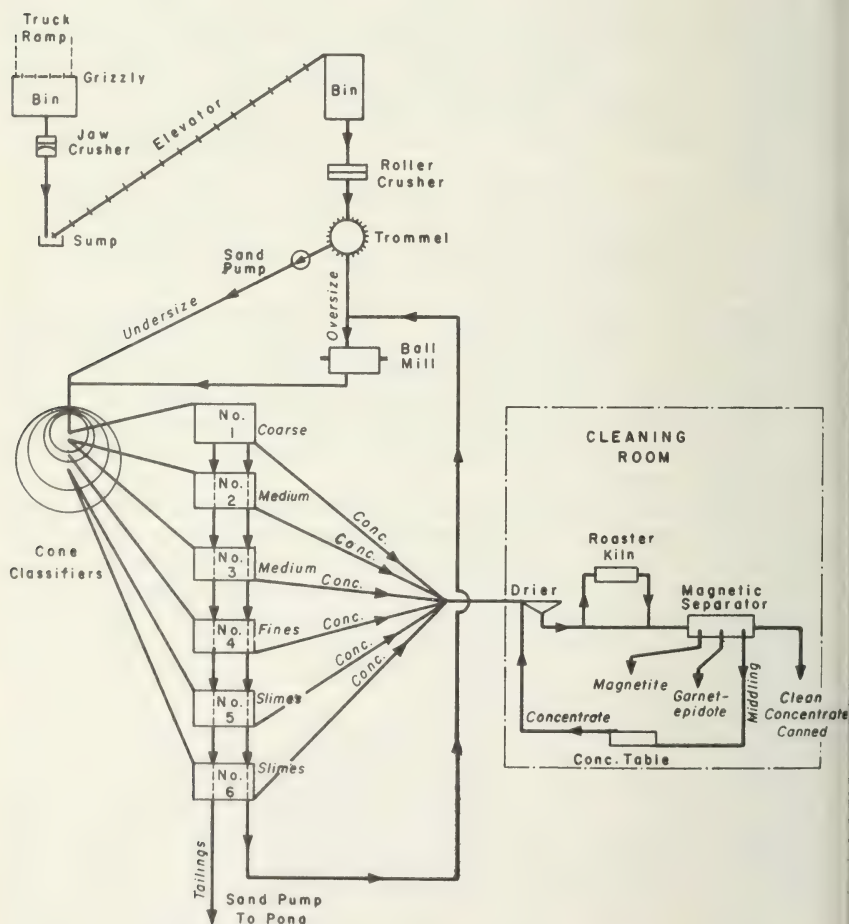 Truck
Ramp
Grizzly
Bin
Jaw
Crusher
Sump
Elevator
Bin
Roller
Crusher
Trommel
Sand
Pump
Undersize
Oversize
Ball
Mill
Cone
Classifiers
No.
1
Coarse
No.
2
Medium
No.
3
Medium
No.
4
Fines
No.
5
Slimes
No.
6
Slimes
Conc.
Conc.
Conc.
Conc.
Conc.
Conc.
Tailings
Sand Pump
To Pond
CLEANING
ROOM
Drier
Roaster
Kiln
Magnetic
Separator
Magnetite
Garnet-
epidote
Middling
Clean
Concentrate
Canned
Concentrate
Conc. Table